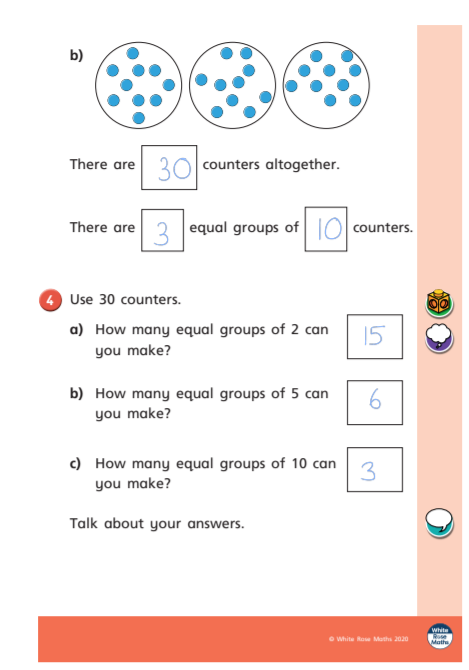 b)
There are 30 counters altogether.
There are 3 equal groups of 10 counters.
4 Use 30 counters.
a) How many equal groups of 2 can
you make? 15
b) How many equal groups of 5 can
you make? 6
c) How many equal groups of 10 can
you make? 3
Talk about your answers.
© White Rose Maths 2020
White
Rose
Maths